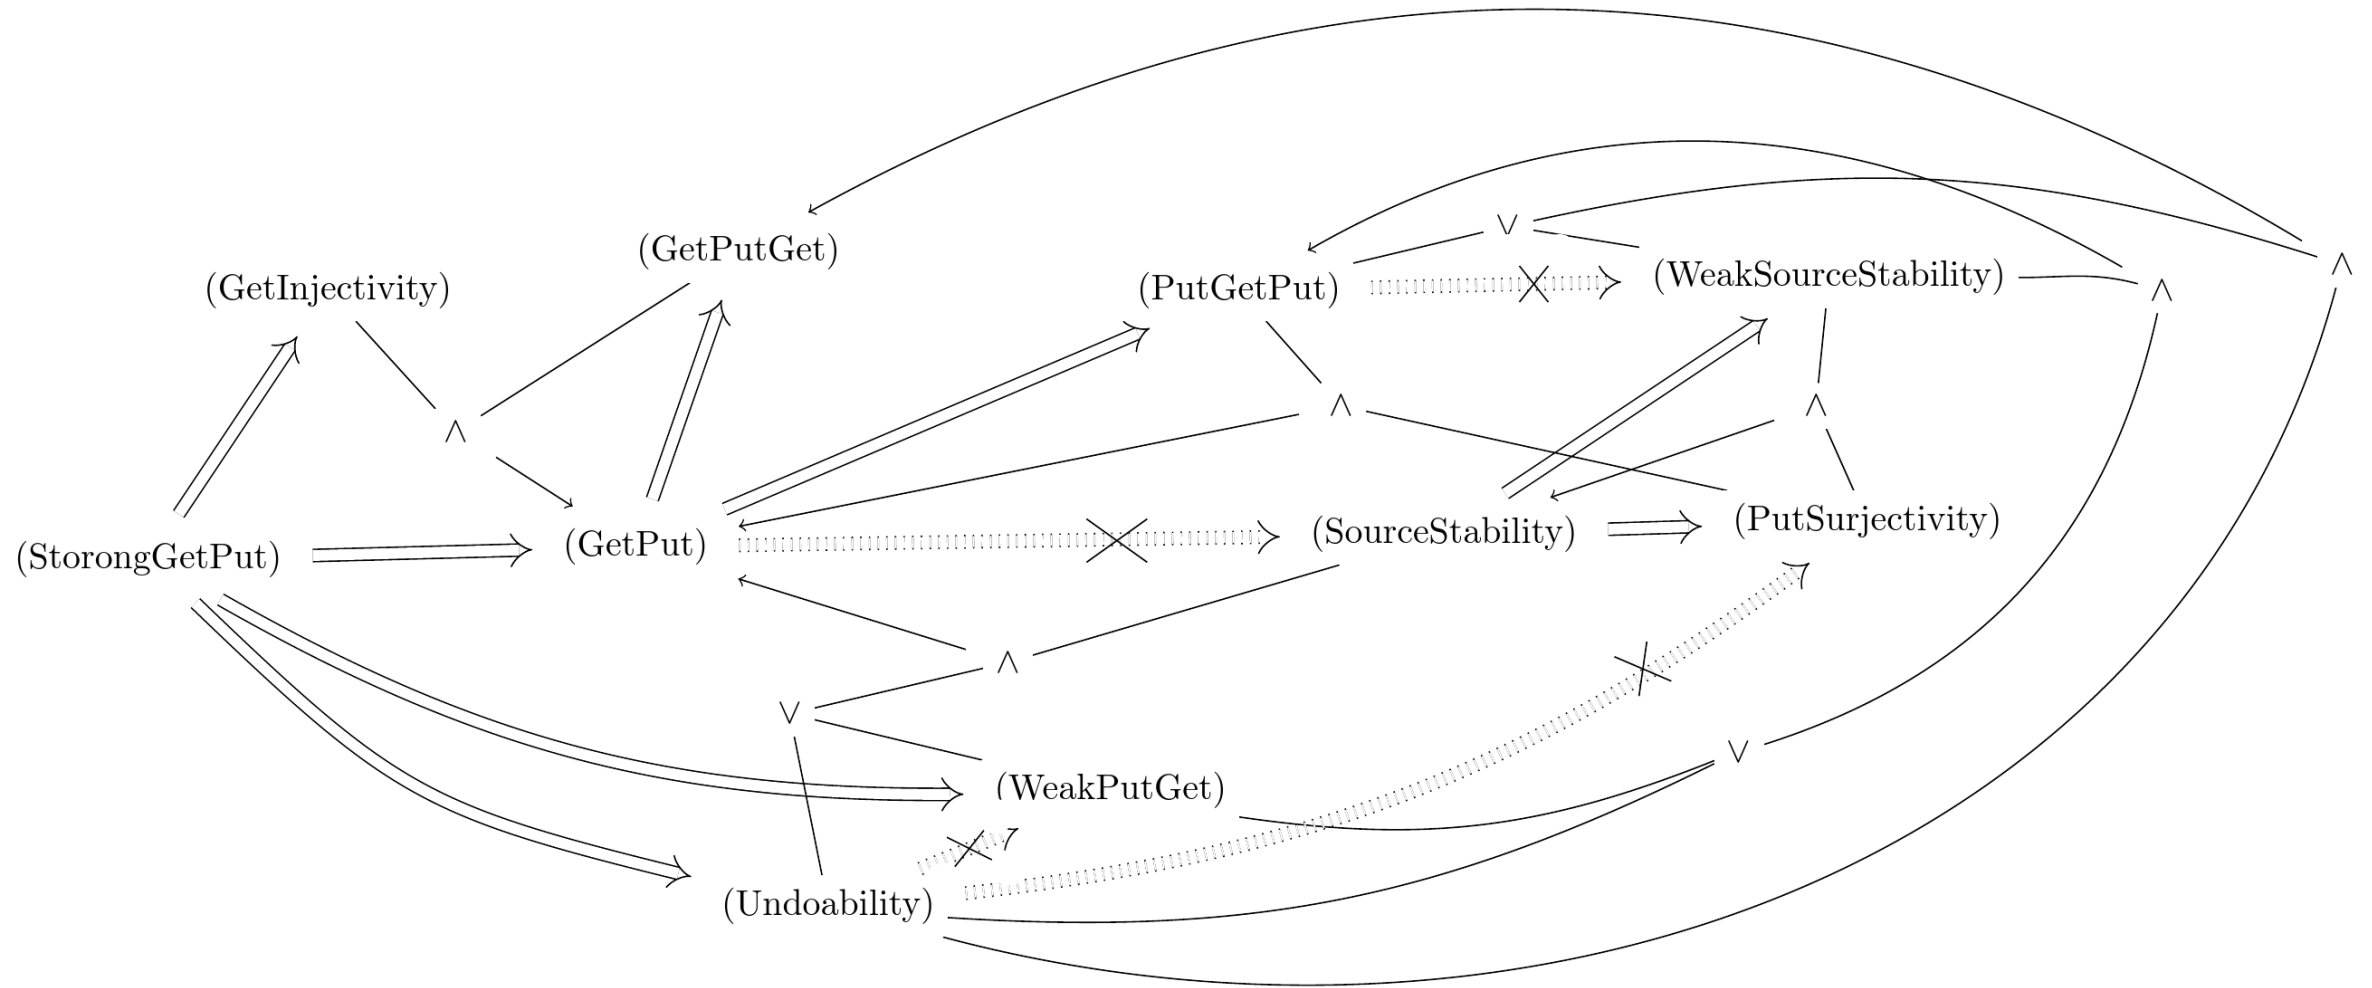 (GetPutGet)
(GetInjectivity)
(PutGetPut)
(WeakSourceStability)
∨
∧
∧
∧
∧
∧
(StorongGetPut)
(GetPut)
(SourceStability)
(PutSurjectivity)
∧
∨
∨
(WeakPutGet)
(Undoability)